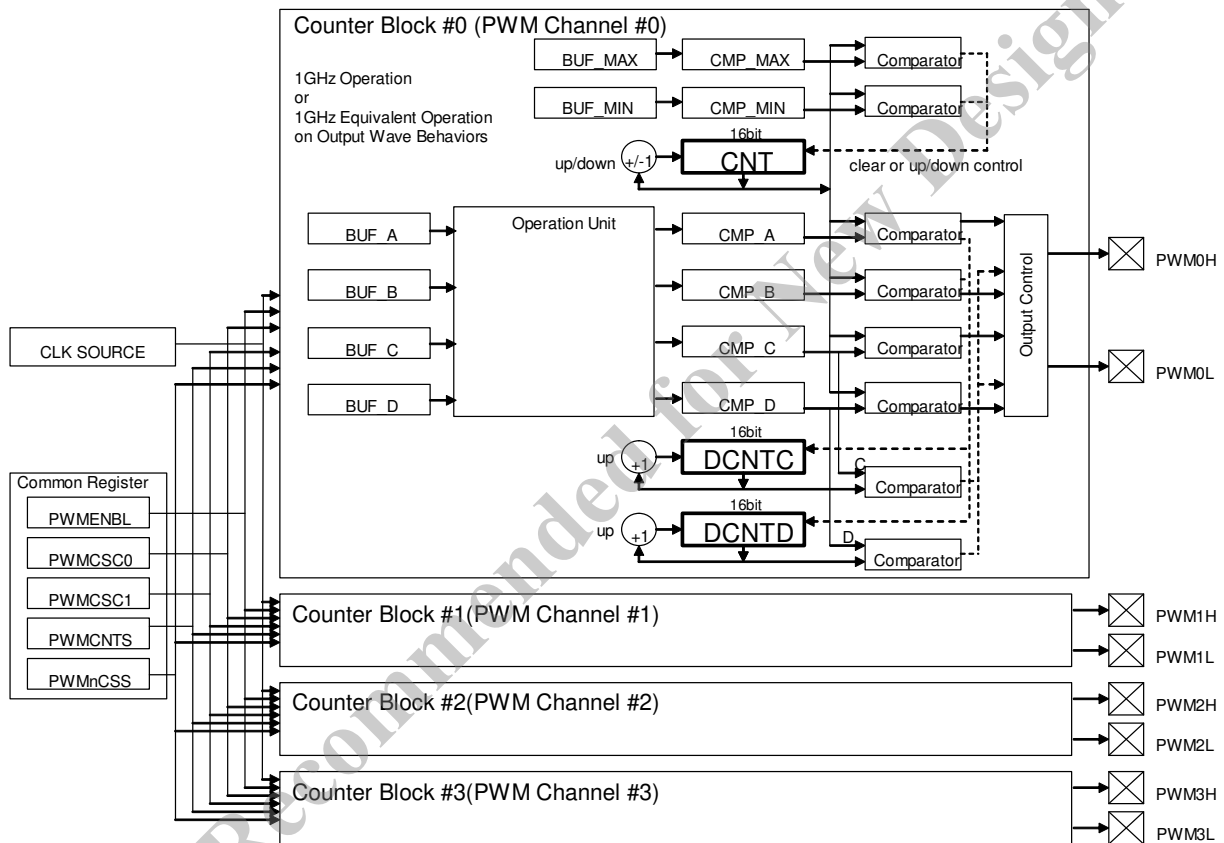 Counter Block #0 (PWM Channel #0)
1GHz Operation
or
1GHz Equivalent Operation
on Output Wave Behaviors
BUF_MAX
CMP_MAX
Comparator
BUF_MIN
CMP_MIN
Comparator
16bit
up/down
+/-1
CNT
clear or up/down control
Operation Unit
BUF_A
CMP_A
Comparator
BUF_B
CMP_B
Comparator
BUF_C
CMP_C
Comparator
BUF_D
CMP_D
Comparator
Output Control
PWM0H
PWM0L
16bit
up
+1
DCNTC
C
Comparator
16bit
up
+1
DCNTD
D
Comparator
CLK SOURCE
Common Register
PWMENBL
PWMCSC0
PWMCSC1
PWMCNTS
PWMnCSS
Counter Block #1(PWM Channel #1)
PWM1H
PWM1L
Counter Block #2(PWM Channel #2)
PWM2H
PWM2L
Counter Block #3(PWM Channel #3)
PWM3H
PWM3L
Recommended for New Design